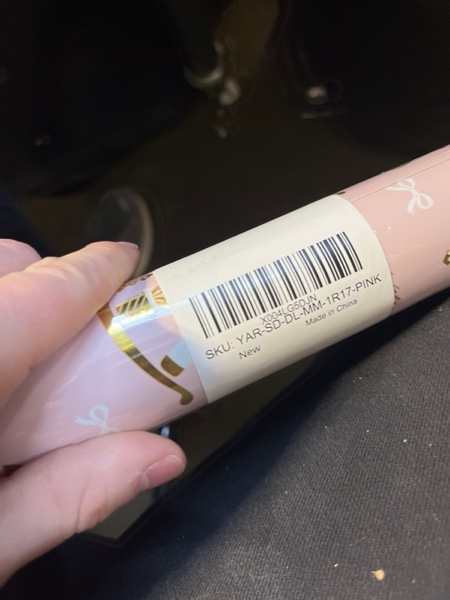 X004LG5DJN
SKU: YAR-SD-DL-MM-1R17-PINK
New
Made in China